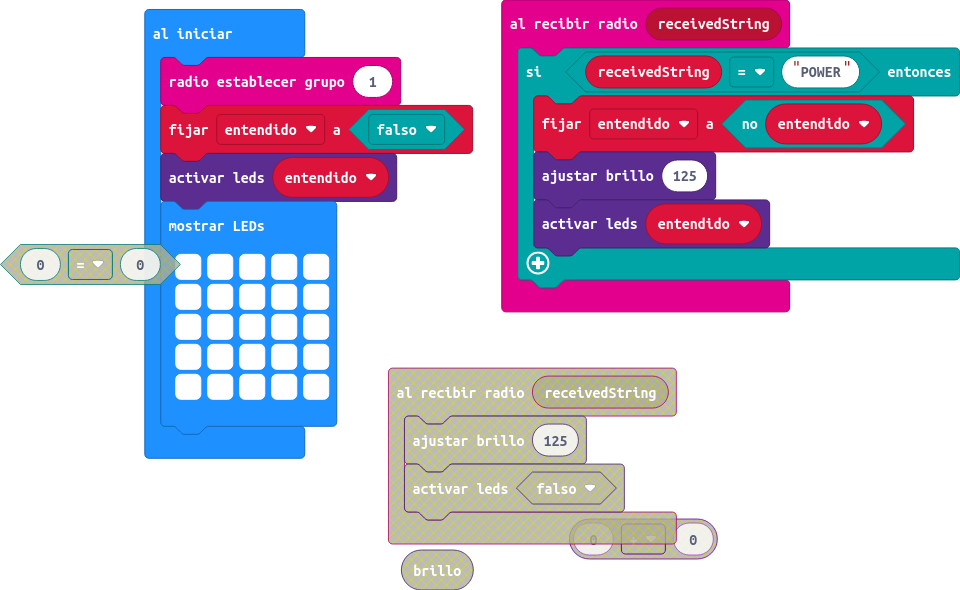 al iniciar
radio establecer grupo 1
fijar entendido a falso
activar leds entendido
mostrar LEDs
0 = 0
al recibir radio receivedString
si receivedString = "POWER" entonces
fijar entendido a no entendido
ajustar brillo 125
activar leds entendido
al recibir radio receivedString
ajustar brillo 125
activar leds falso
0 0
brillo